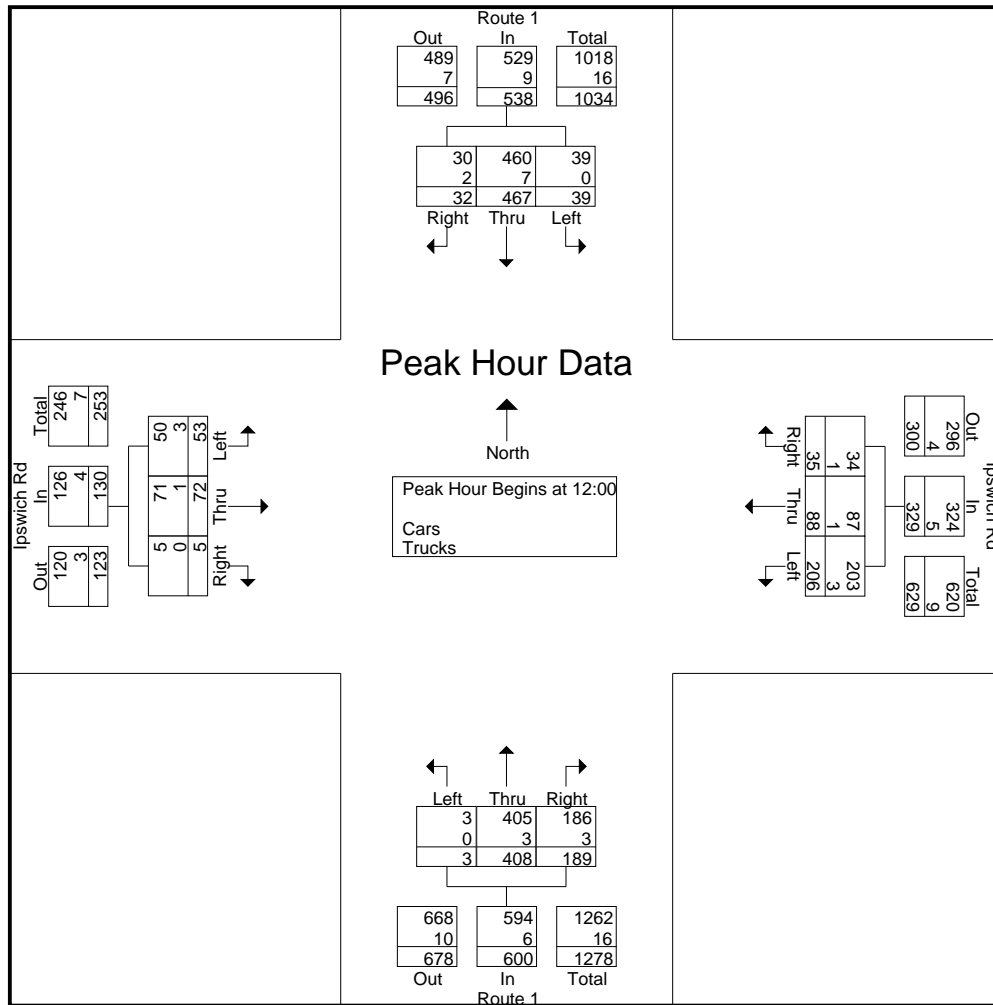 Route 1
Out In Total
489 529 1018
7 9 16
496 538 1034
30 460 39
2 7 0
32 467 39
Right Thru Left
Peak Hour Data
North
Peak Hour Begins at 12:00
Cars
Trucks
Ipswich Rd
Total In Out
246 126 120
7 4 3
253 130 123
50 71 5
3 1 0
53 72 5
Left Thru Right
Right Thru Left
35 88 206
1 1 3
34 87 203
300 329 629
4 5 9
296 324 620
Out In Total
Ipswich Rd
Left Thru Right
3 405 186
0 3 3
3 408 189
668 594 1262
10 6 16
678 600 1278
Out In Total
Route 1